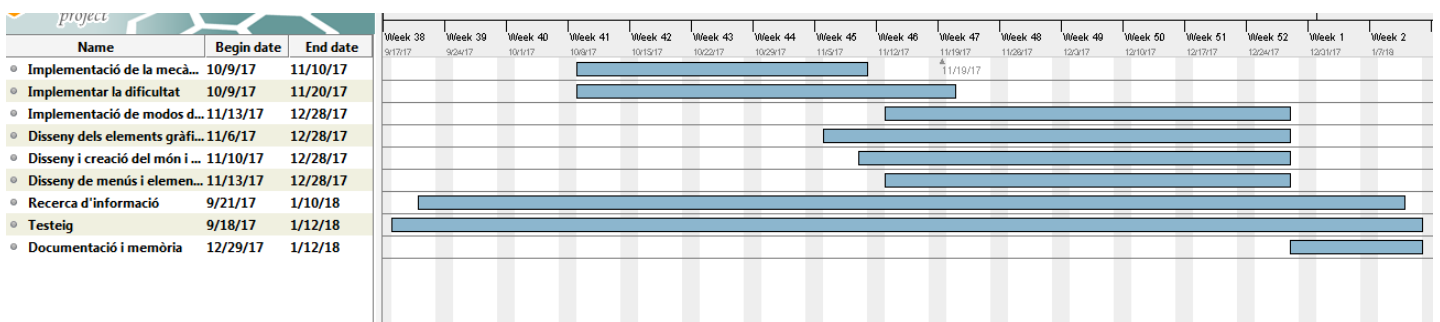 project
Name Begin date End date
Week 38 Week 39 Week 40 Week 41 Week 42 Week 43 Week 44 Week 45 Week 46 Week 47 Week 48 Week 49 Week 50 Week 51 Week 52 Week 1 Week 2
9/17/17 9/24/17 10/1/17 10/8/17 10/15/17 10/22/17 10/29/17 11/5/17 11/12/17 11/19/17 11/26/17 12/3/17 12/10/17 12/17/17 12/24/17 12/31/17 1/7/18
Implementació de la mecà... 10/9/17 11/10/17
11/19/17
Implementar la dificultat 10/9/17 11/20/17
Implementació de modos d... 11/13/17 12/28/17
Disseny dels elements gràfi... 11/6/17 12/28/17
Disseny i creació del món i ... 11/10/17 12/28/17
Disseny de menús i elemen... 11/13/17 12/28/17
Recerca d'informació 9/21/17 1/10/18
Testeig 9/18/17 1/12/18
Documentació i memòria 12/29/17 1/12/18